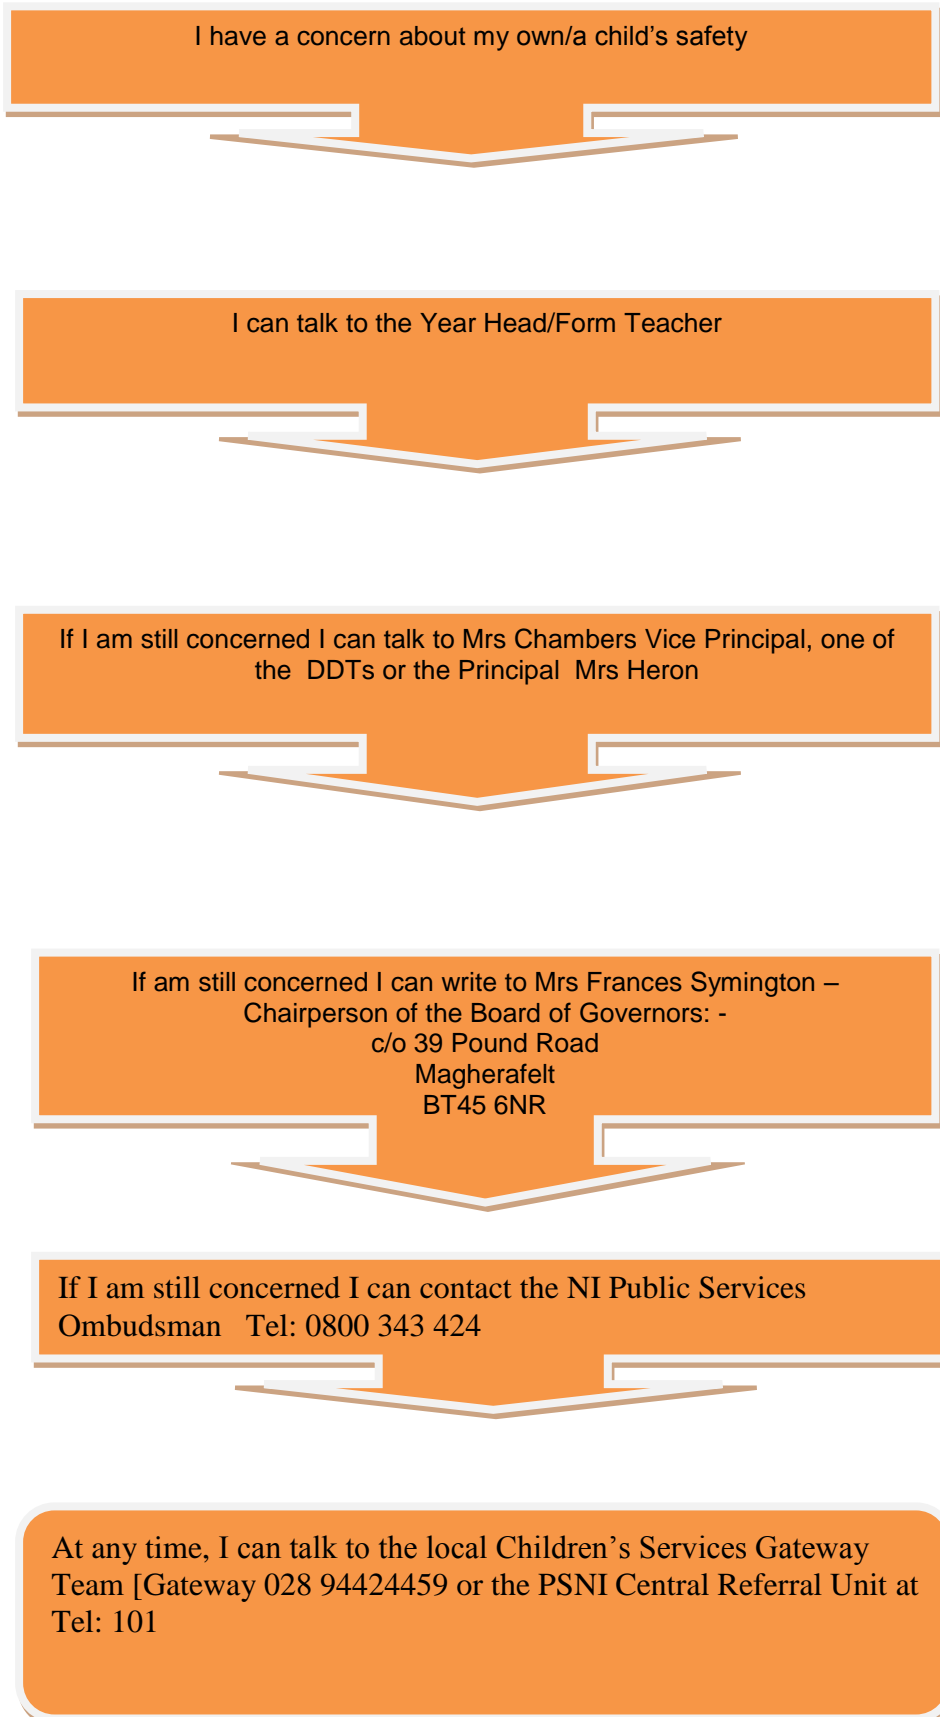 I have a concern about my own/a child’s safety
I can talk to the Year Head/Form Teacher
If I am still concerned I can talk to Mrs Chambers Vice Principal, one of
the  DDTs or the Principal  Mrs Heron
If am still concerned I can write to Mrs Frances Symington –
Chairperson of the Board of Governors: -
c/o 39 Pound Road
Magherafelt
BT45 6NR
If I am still concerned I can contact the NI Public Services
Ombudsman   Tel: 0800 343 424
At any time, I can talk to the local Children’s Services Gateway
Team [Gateway 028 94424459 or the PSNI Central Referral Unit at
Tel: 101